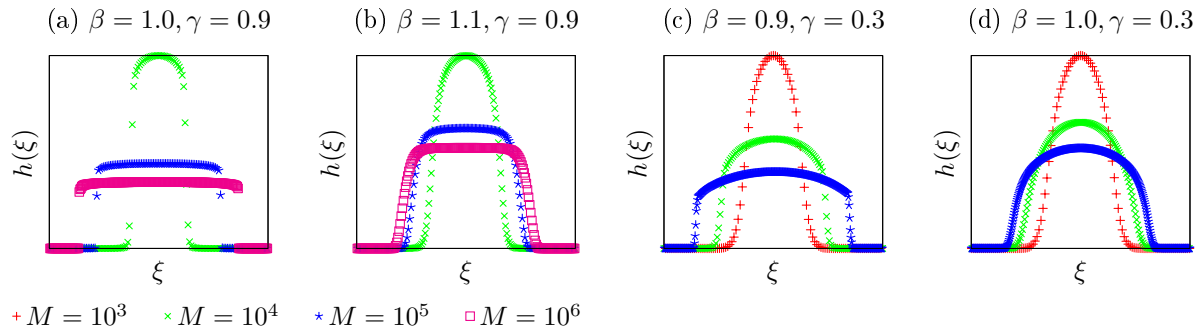 (a) β = 1.0, γ = 0.9
(b) β = 1.1, γ = 0.9
(c) β = 0.9, γ = 0.3
(d) β = 1.0, γ = 0.3
h(ξ)
h(ξ)
h(ξ)
h(ξ)
ξ
ξ
ξ
ξ
M = 10³
M = 10⁴
M = 10⁵
M = 10⁶